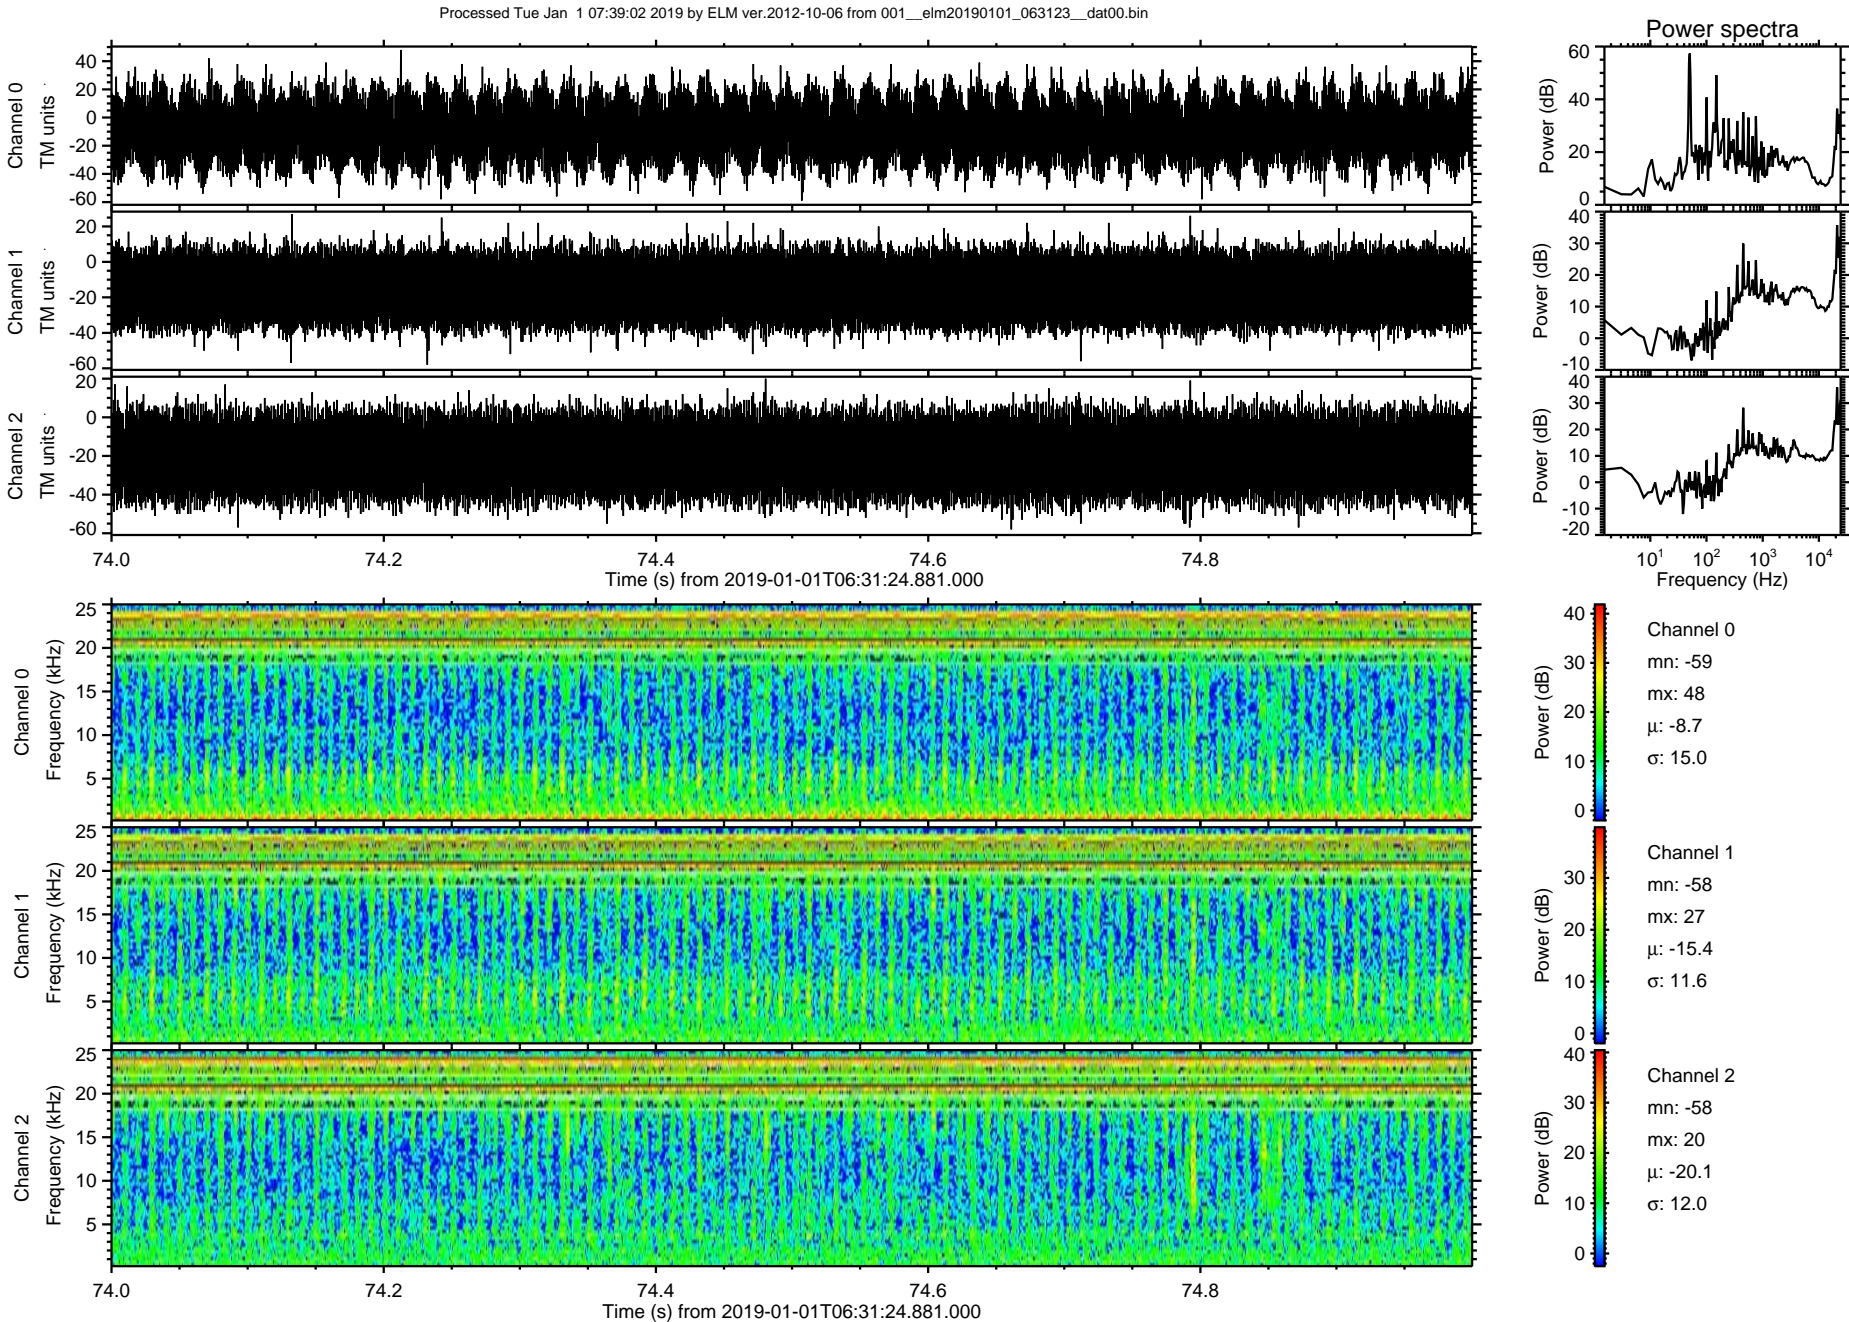 Processed Tue Jan  1 07:39:02 2019 by ELM ver.2012-10-06 from 001__elm20190101_063123__dat00.bin
Power spectra
Channel 0
TM units
40
20
0
-20
-40
-60
Power (dB)
60
40
20
0
Channel 1
TM units
20
0
-20
-40
-60
Power (dB)
40
30
20
10
0
-10
Channel 2
TM units
20
0
-20
-40
-60
Power (dB)
40
30
20
10
0
-10
-20
74.0 74.2 74.4 74.6 74.8
Time (s) from 2019-01-01T06:31:24.881.000
10^1 10^2 10^3 10^4
Frequency (Hz)
Channel 0
Frequency (kHz)
25
20
15
10
5
Power (dB)
40
30
20
10
0
Channel 0
mn: -59
mx: 48
μ: -8.7
σ: 15.0
Channel 1
Frequency (kHz)
25
20
15
10
5
Power (dB)
30
20
10
0
Channel 1
mn: -58
mx: 27
μ: -15.4
σ: 11.6
Channel 2
Frequency (kHz)
25
20
15
10
5
Power (dB)
40
30
20
10
0
Channel 2
mn: -58
mx: 20
μ: -20.1
σ: 12.0
74.0 74.2 74.4 74.6 74.8
Time (s) from 2019-01-01T06:31:24.881.000